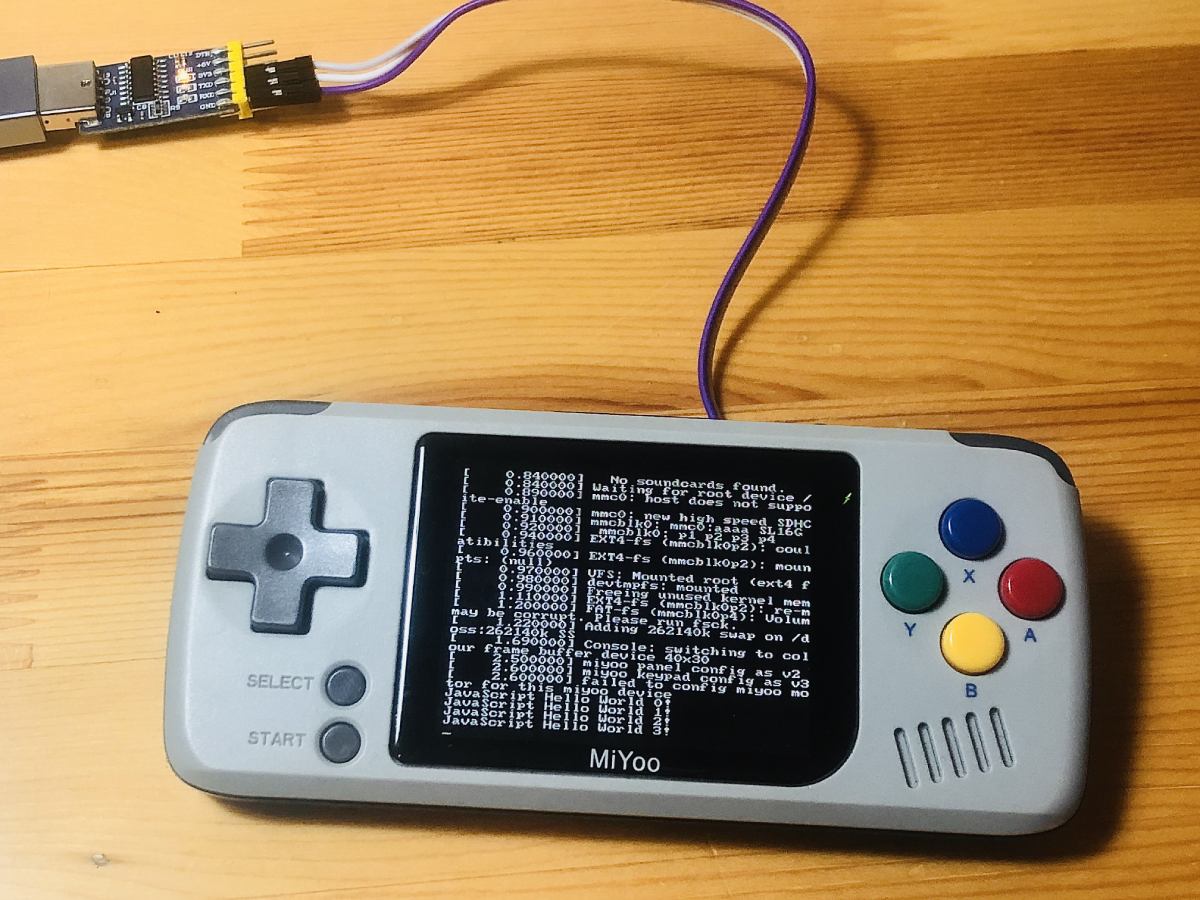 DTR
+5V
3V3
TXD
RXD
GND
[ 0.840000] No soundcards found.
[ 0.840000] Waiting for root device /
[ 0.890000] mmc0: host does not suppo
ite-enable
[ 0.900000] mmc0: new high speed SDHC
[ 0.910000] mmcblk0: mmc0:aaaa SL16G
[ 0.920000] mmcblk0: p1 p2 p3 p4
[ 0.940000] EXT4-fs (mmcblk0p2): coul
atibilities
[ 0.960000] EXT4-fs (mmcblk0p2): moun
pts: (null)
[ 0.970000] VFS: Mounted root (ext4 f
[ 0.980000] devtmpfs: mounted
[ 0.990000] Freeing unused kernel mem
[ 1.110000] EXT4-fs (mmcblk0p2): re-m
[ 1.200000] FAT-fs (mmcblk0p4): Volum
may be corrupt. Please run fsck.
[ 1.220000] Adding 262140k swap on /d
oss:262140k SS
[ 1.690000] Console: switching to col
our frame buffer device 40x30
[ 2.500000] miyoo panel config as v2
[ 2.600000] miyoo keypad config as v3
[ 2.600000] failed to config miyoo mo
tor for this miyoo device
JavaScript Hello World 0!
JavaScript Hello World 1!
JavaScript Hello World 2!
JavaScript Hello World 3!
_
MiYoo
SELECT
START
X
Y
A
B